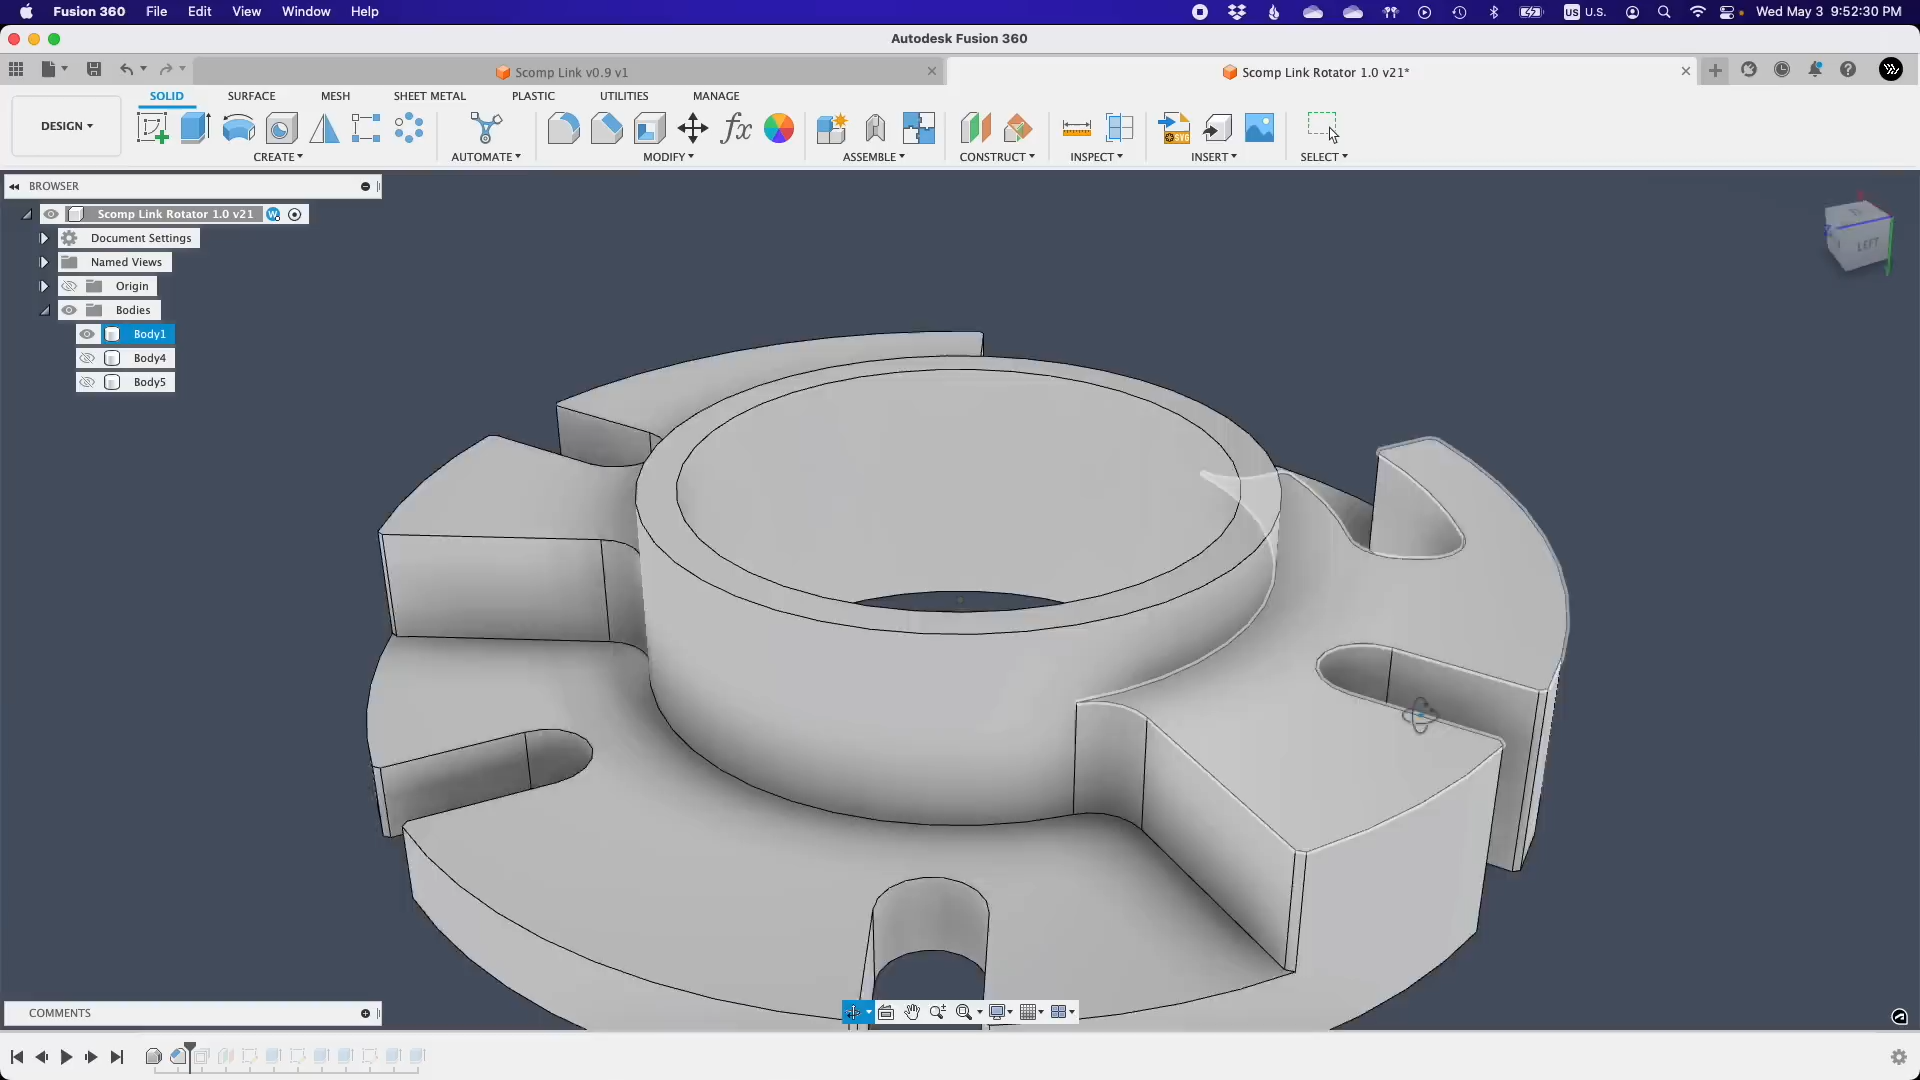 Fusion 360 File Edit View Window Help
US U.S. Wed May 3 9:52:30 PM
Autodesk Fusion 360
Scomp Link v0.9 v1
Scomp Link Rotator 1.0 v21*
SOLID SURFACE MESH SHEET METAL PLASTIC UTILITIES MANAGE
DESIGN
fx
SVG
CREATE AUTOMATE MODIFY ASSEMBLE CONSTRUCT INSPECT INSERT SELECT
BROWSER
Scomp Link Rotator 1.0 v21 W
Document Settings
Named Views
Origin
Bodies
Body1
Body4
Body5
Z
LEFT
COMMENTS